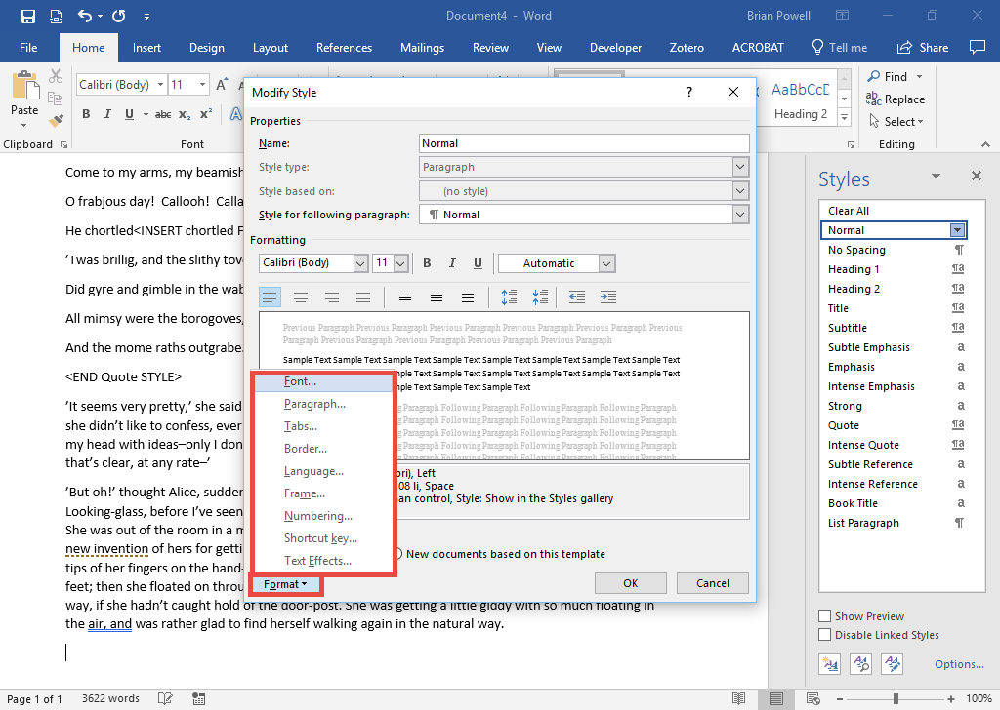 Document4 - Word
Brian Powell
File Home Insert Design Layout References Mailings Review View Developer Zotero ACROBAT Tell me Share
Paste
Clipboard
Calibri (Body) 11 A
B I U abc x₂ x² A
Font
AaBbCcD
Heading 2
Find
Replace
Select
Editing
Come to my arms, my beamish
O frabjous day! Callooh! Calla
He chortled<INSERT chortled F
’Twas brillig, and the slithy tove
Did gyre and gimble in the wab
All mimsy were the borogoves,
And the mome raths outgrabe.
<END Quote STYLE>
’It seems very pretty,’ she said
she didn’t like to confess, ever
my head with ideas–only I don
that’s clear, at any rate–’
’But oh!’ thought Alice, sudden
Looking-glass, before I’ve seen
She was out of the room in a m
new invention of hers for getti
tips of her fingers on the hand-
feet; then she floated on throu
way, if she hadn’t caught hold of the door-post. She was getting a little giddy with so much floating in
the air, and was rather glad to find herself walking again in the natural way.
Modify Style
?
Properties
Name: Normal
Style type: Paragraph
Style based on: (no style)
Style for following paragraph: ¶ Normal
Formatting
Calibri (Body) 11 B I U Automatic
Previous Paragraph Previous Paragraph Previous Paragraph Previous Paragraph Previous Paragraph Previous
Paragraph Previous Paragraph Previous Paragraph Previous Paragraph Previous Paragraph
Sample Text Sample Text Sample Text Sample Text Sample Text Sample Text Sample Text Sample Text
Sample Text Sample Text Sample Text Sample Text Sample Text Sample Text
Text Sample Text Sample Text
Paragraph Following Paragraph Following Paragraph Following Paragraph
Paragraph Following Paragraph Following Paragraph Following Paragraph
Paragraph Following Paragraph Following Paragraph Following Paragraph
Paragraph Following Paragraph Following Paragraph Following Paragraph
Paragraph Following Paragraph Following Paragraph Following Paragraph
ori), Left
08 li, Space
an control, Style: Show in the Styles gallery
New documents based on this template
Font...
Paragraph...
Tabs...
Border...
Language...
Frame...
Numbering...
Shortcut key...
Text Effects...
Format
OK
Cancel
Styles
Clear All
Normal
No Spacing ¶
Heading 1 ¶a
Heading 2 ¶a
Title ¶a
Subtitle ¶a
Subtle Emphasis a
Emphasis a
Intense Emphasis a
Strong a
Quote ¶a
Intense Quote ¶a
Subtle Reference a
Intense Reference a
Book Title a
List Paragraph ¶
Show Preview
Disable Linked Styles
Options...
Page 1 of 1 3622 words
100%